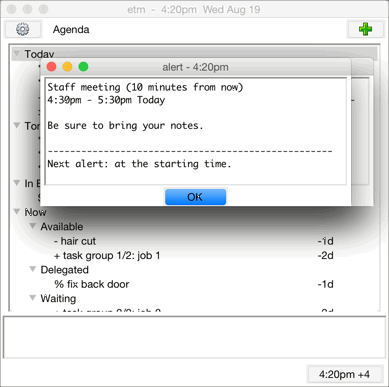 etm - 4:20pm Wed Aug 19
Agenda
Today
alert - 4:20pm
Staff meeting (10 minutes from now)
4:30pm - 5:30pm Today
Be sure to bring your notes.
-----------------------------------------
Next alert: at the starting time.
OK
In B
Now
Available
- hair cut -1d
+ task group 1/2: job 1 -2d
Delegated
% fix back door -1d
Waiting
4:20pm +4